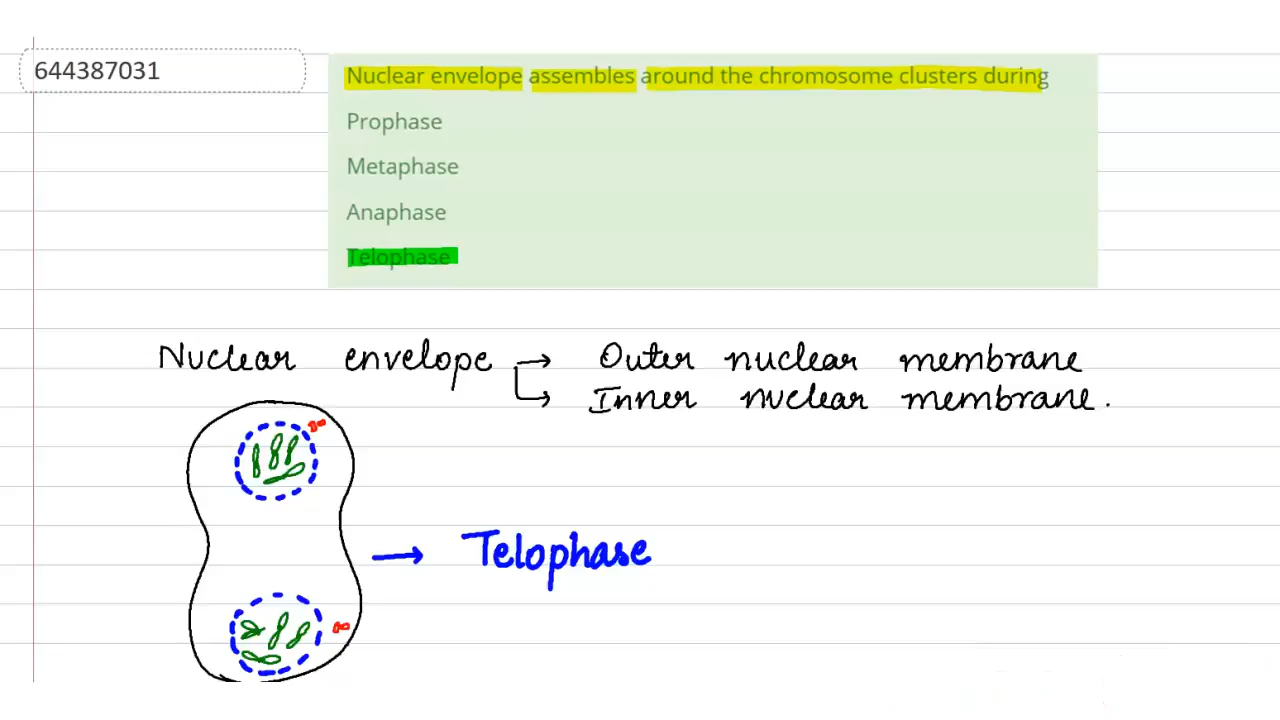 644387031
Nuclear envelope assembles around the chromosome clusters during
Prophase
Metaphase
Anaphase
Telophase
Nuclear envelope → Outer nuclear membrane
→ Inner nuclear membrane.
→ Telophase